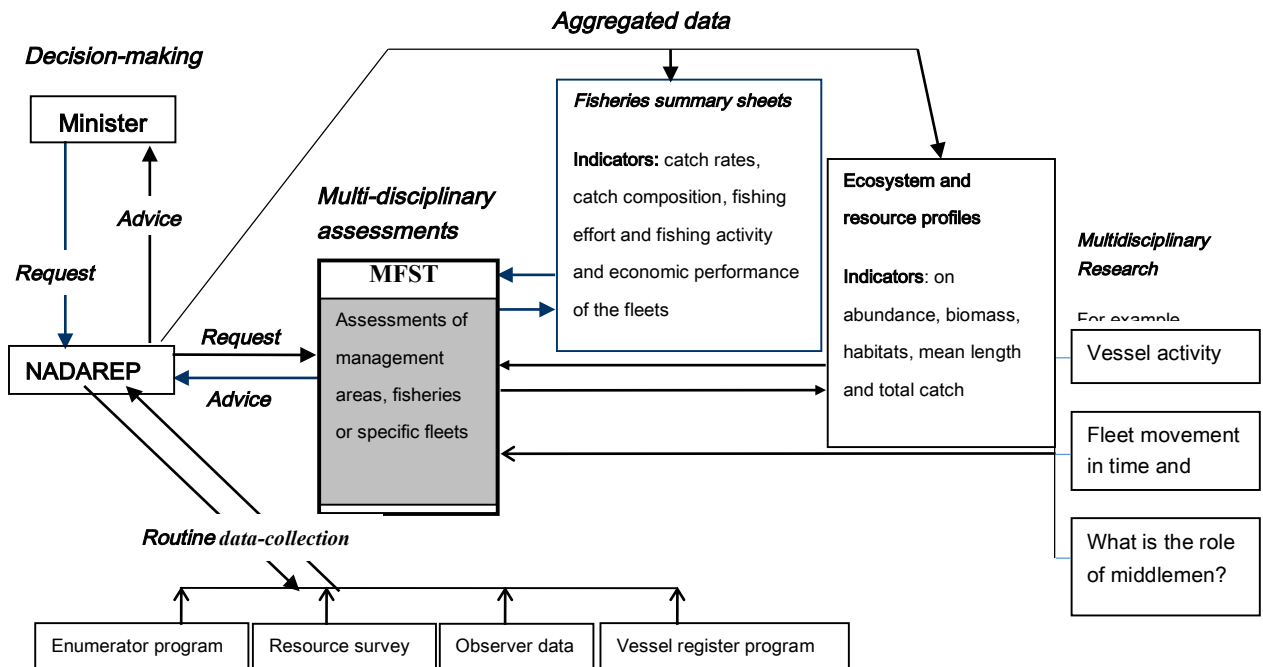 Aggregated data
Decision-making
Minister
Advice
Request
NADAREP
Request
Advice
Multi-disciplinary
assessments
MFST
Assessments of
management
areas, fisheries
or specific fleets
Fisheries summary sheets
Indicators: catch rates,
catch composition, fishing
effort and fishing activity
and economic performance
of the fleets
Ecosystem and
resource profiles
Indicators: on
abundance, biomass,
habitats, mean length
and total catch
Multidisciplinary
Research
For example
Vessel activity
Fleet movement
in time and
What is the role
of middlemen?
Routine data-collection
Enumerator program
Resource survey
Observer data
Vessel register program